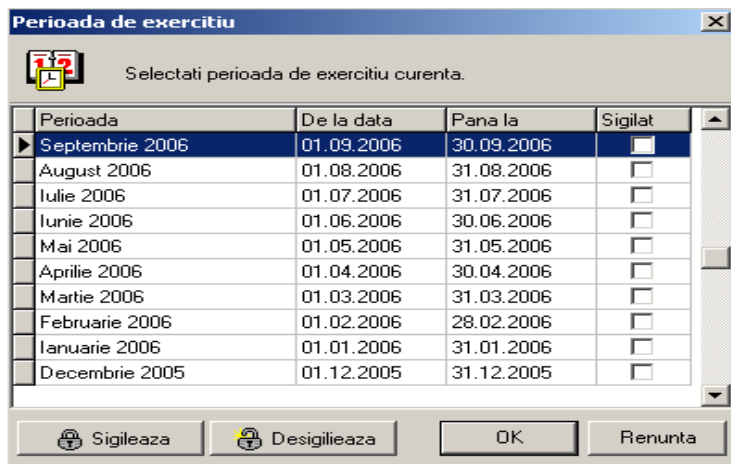 Perioada de exercitiu
Selectati perioada de exercitiu curenta.
Perioada De la data Pana la Sigilat
Septembrie 2006 01.09.2006 30.09.2006
August 2006 01.08.2006 31.08.2006
Iulie 2006 01.07.2006 31.07.2006
Iunie 2006 01.06.2006 30.06.2006
Mai 2006 01.05.2006 31.05.2006
Aprilie 2006 01.04.2006 30.04.2006
Martie 2006 01.03.2006 31.03.2006
Februarie 2006 01.02.2006 28.02.2006
Ianuarie 2006 01.01.2006 31.01.2006
Decembrie 2005 01.12.2005 31.12.2005
Sigileaza Desigilieaza OK Renunta